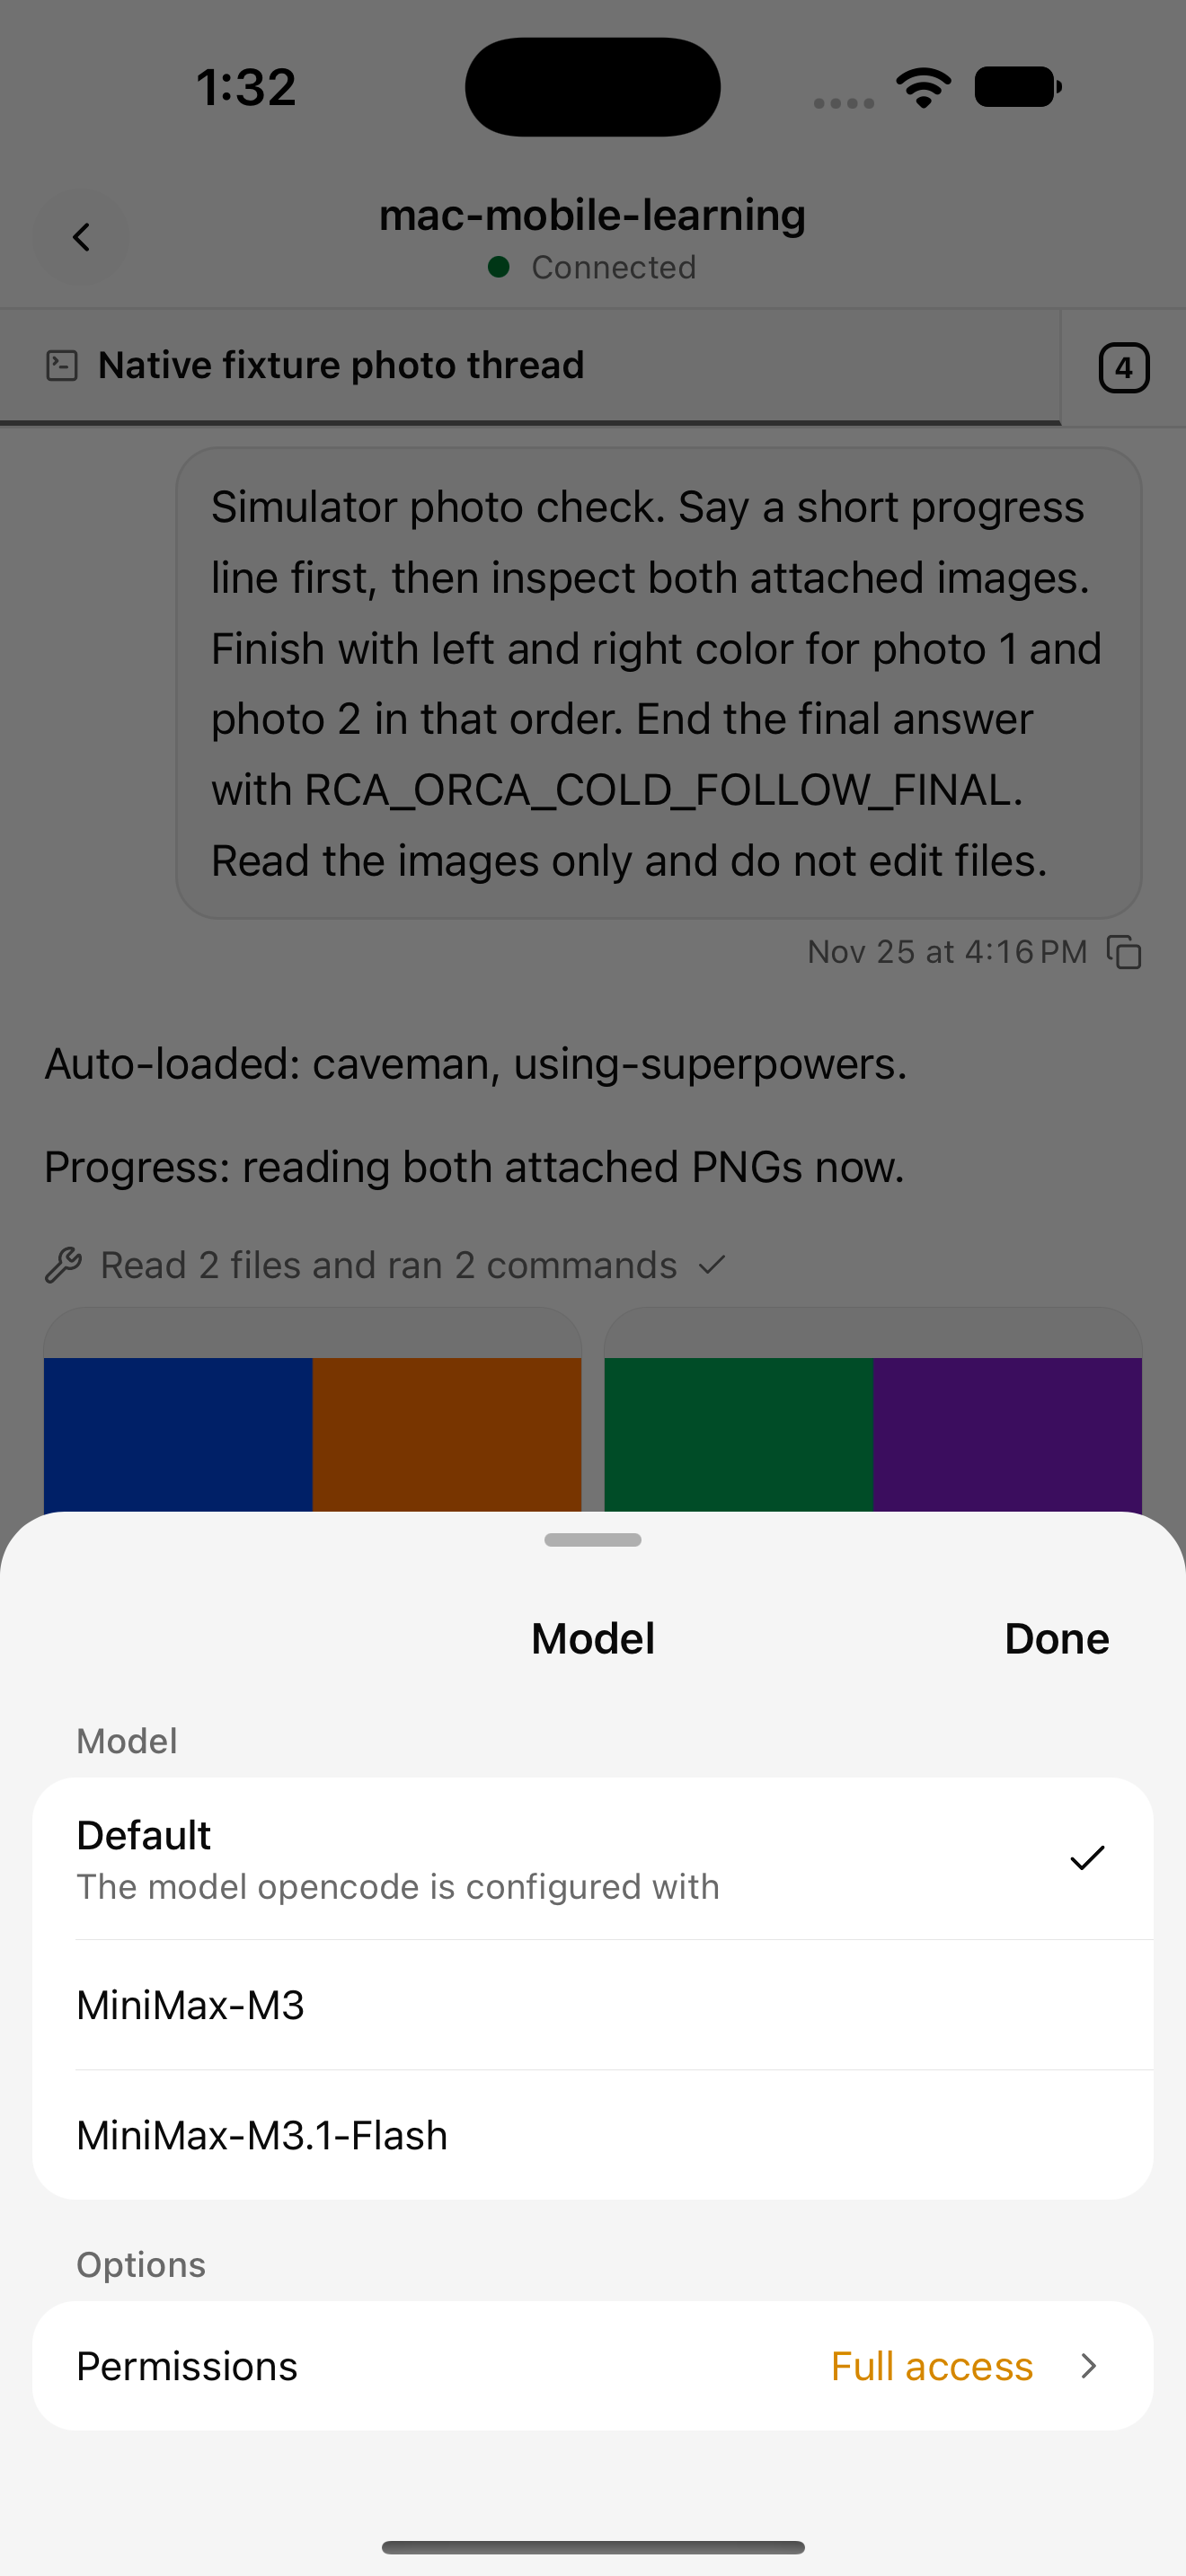 1:32
mac-mobile-learning
Connected
Native fixture photo thread
4
Simulator photo check. Say a short progress
line first, then inspect both attached images.
Finish with left and right color for photo 1 and
photo 2 in that order. End the final answer
with RCA_ORCA_COLD_FOLLOW_FINAL.
Read the images only and do not edit files.
Nov 25 at 4:16 PM
Auto-loaded: caveman, using-superpowers.
Progress: reading both attached PNGs now.
Read 2 files and ran 2 commands
Model
Done
Model
Default
The model opencode is configured with
MiniMax-M3
MiniMax-M3.1-Flash
Options
Permissions
Full access